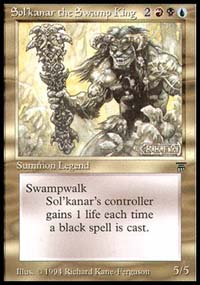 Sol'kanar the Swamp King 2
Summon Legend
Swampwalk
Sol'kanar's controller
gains 1 life each time
a black spell is cast.
Illus. © 1994 Richard Kane-Ferguson
5/5